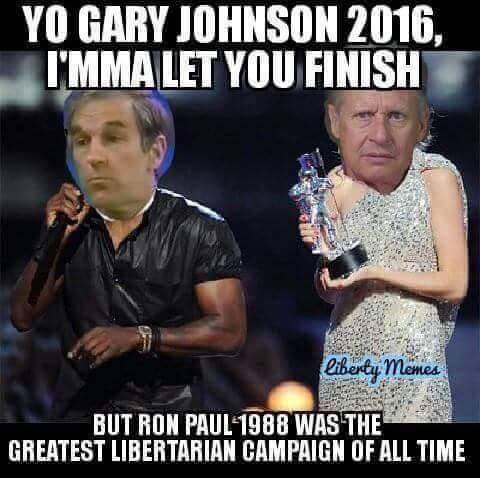 YO GARY JOHNSON 2016,
I'MMA LET YOU FINISH
Liberty Memes
BUT RON PAUL 1988 WAS THE
GREATEST LIBERTARIAN CAMPAIGN OF ALL TIME